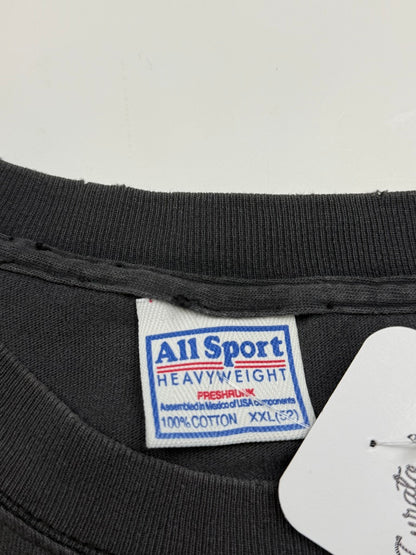 All Sport
HEAVYWEIGHT
PRESHRUNK
Assembled in Mexico of USA components
100% COTTON XXL(52)